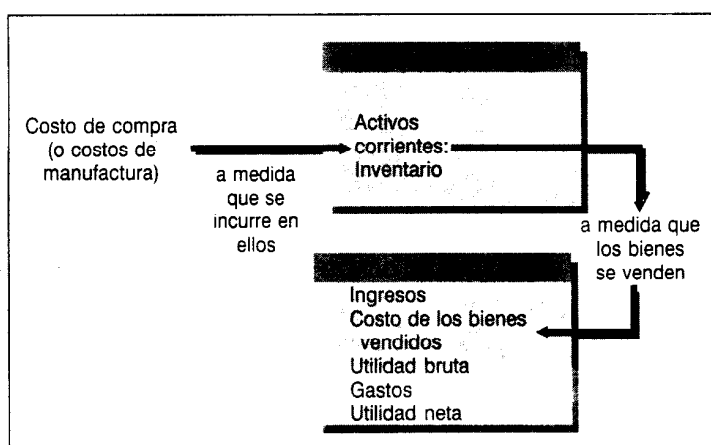 Costo de compra
(o costos de
manufactura)
a medida
que se
incurre en
ellos
Activos
corrientes:
Inventario
a medida que
los bienes
se venden
Ingresos
Costo de los bienes
vendidos
Utilidad bruta
Gastos
Utilidad neta